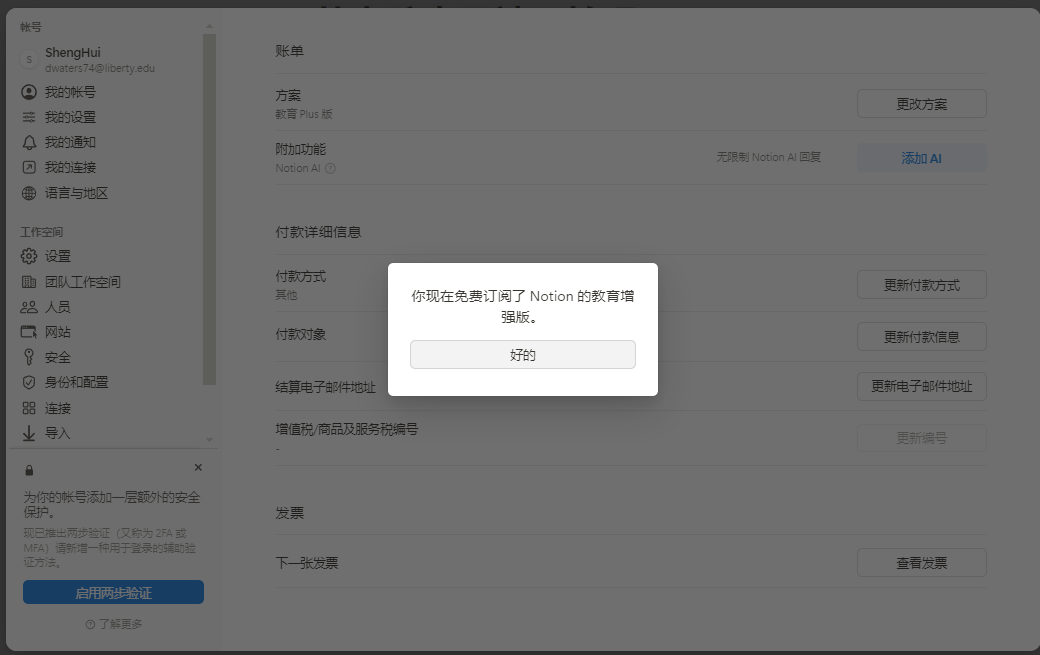 帐号
S
ShengHui
dwaters74@liberty.edu
我的帐号
我的设置
我的通知
我的连接
语言与地区
工作空间
设置
团队工作空间
人员
网站
安全
身份和配置
连接
导入
为你的帐号添加一层额外的安全
保护。
现已推出两步验证（又称为 2FA 或
MFA）请新增一种用于登录的辅助验
证方法。
启用两步验证
了解更多
账单
方案
教育 Plus 版
更改方案
附加功能
Notion AI
无限制 Notion AI 回复
添加 AI
付款详细信息
付款方式
其他
更新付款方式
付款对象
更新付款信息
结算电子邮件地址
更新电子邮件地址
增值税/商品及服务税编号
-
更新编号
发票
下一张发票
查看发票
你现在免费订阅了 Notion 的教育增
强版。
好的